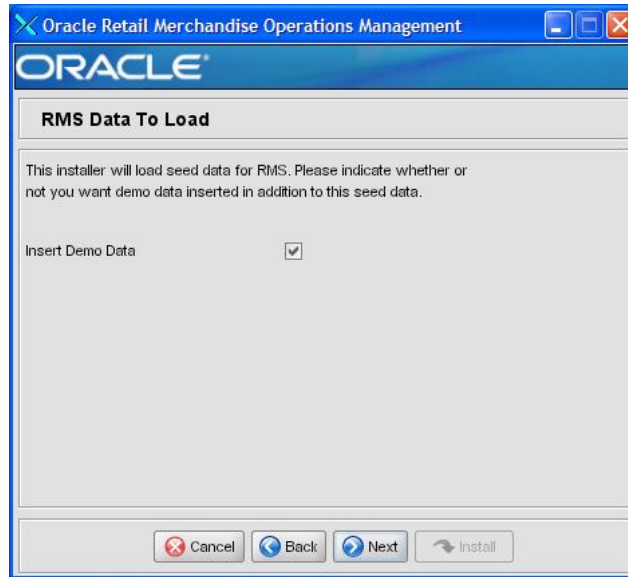 Oracle Retail Merchandise Operations Management
ORACLE®
RMS Data To Load
This installer will load seed data for RMS. Please indicate whether or
not you want demo data inserted in addition to this seed data.
Insert Demo Data
Cancel Back Next Install